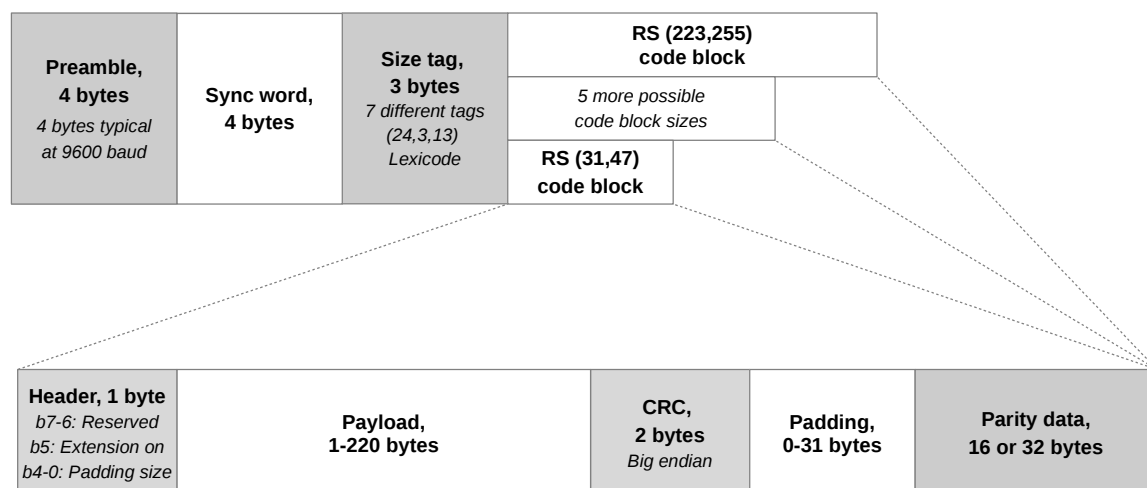 Preamble,
4 bytes
4 bytes typical
at 9600 baud
Sync word,
4 bytes
Size tag,
3 bytes
7 different tags
(24,3,13)
Lexicode
RS (223,255)
code block
5 more possible
code block sizes
RS (31,47)
code block
Header, 1 byte
b7-6: Reserved
b5: Extension on
b4-0: Padding size
Payload,
1-220 bytes
CRC,
2 bytes
Big endian
Padding,
0-31 bytes
Parity data,
16 or 32 bytes